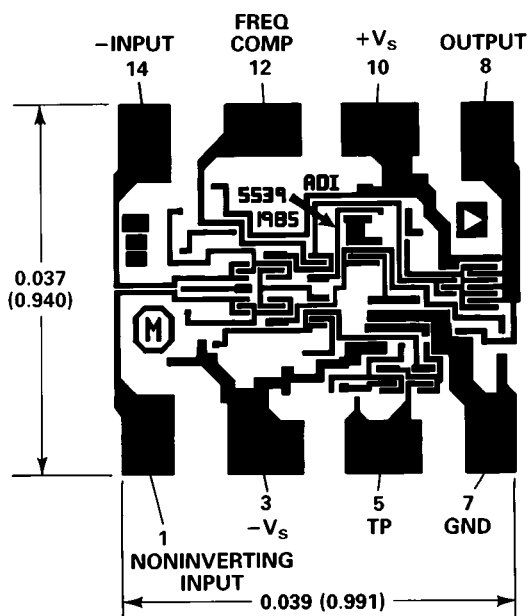 -INPUT
14
FREQ
COMP
12
+Vs
10
OUTPUT
8
5539
1985
ADI
M
0.037
(0.940)
1
NONINVERTING
INPUT
3
-Vs
5
TP
7
GND
0.039 (0.991)